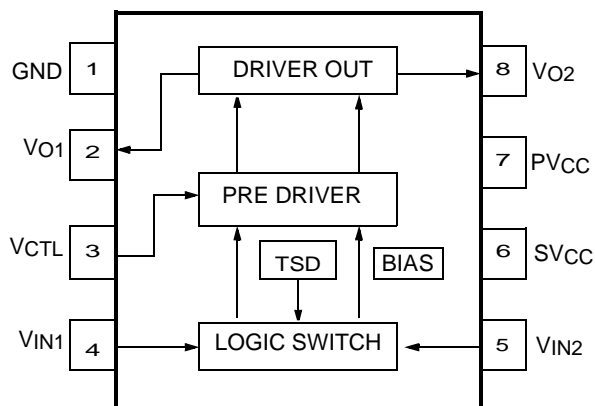 GND 1 DRIVER OUT 8 VO2
VO1 2 7 PVCC
PRE DRIVER
VCTL 3 6 SVCC
TSD BIAS
VIN1 4 LOGIC SWITCH 5 VIN2